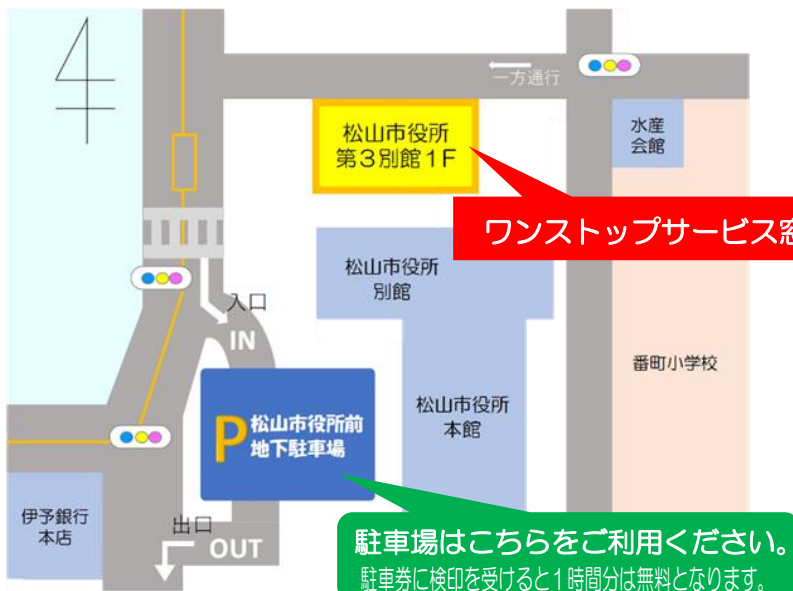 一方通行
松山市役所
第3別館1F
水産
会館
ワンストップサービス窓
松山市役所
別館
入口
IN
番町小学校
P 松山市役所前
地下駐車場
松山市役所
本館
伊予銀行
本店
出口
OUT
駐車場はこちらをご利用ください。
駐車券に検印を受けると1時間分は無料となります。